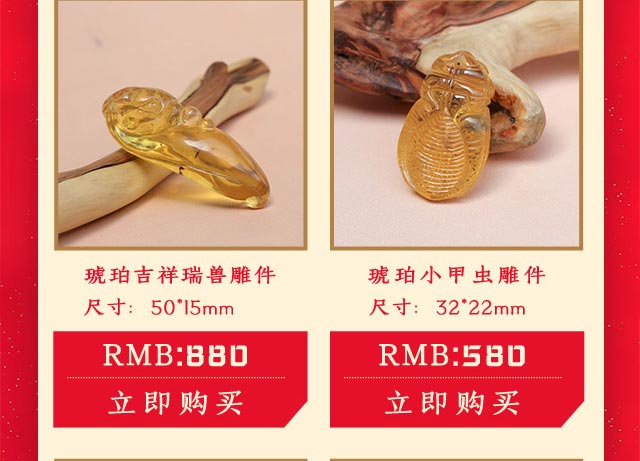 琥珀吉祥瑞兽雕件
尺寸: 50*15mm
RMB:880
立即购买
琥珀小甲虫雕件
尺寸: 32*22mm
RMB:580
立即购买